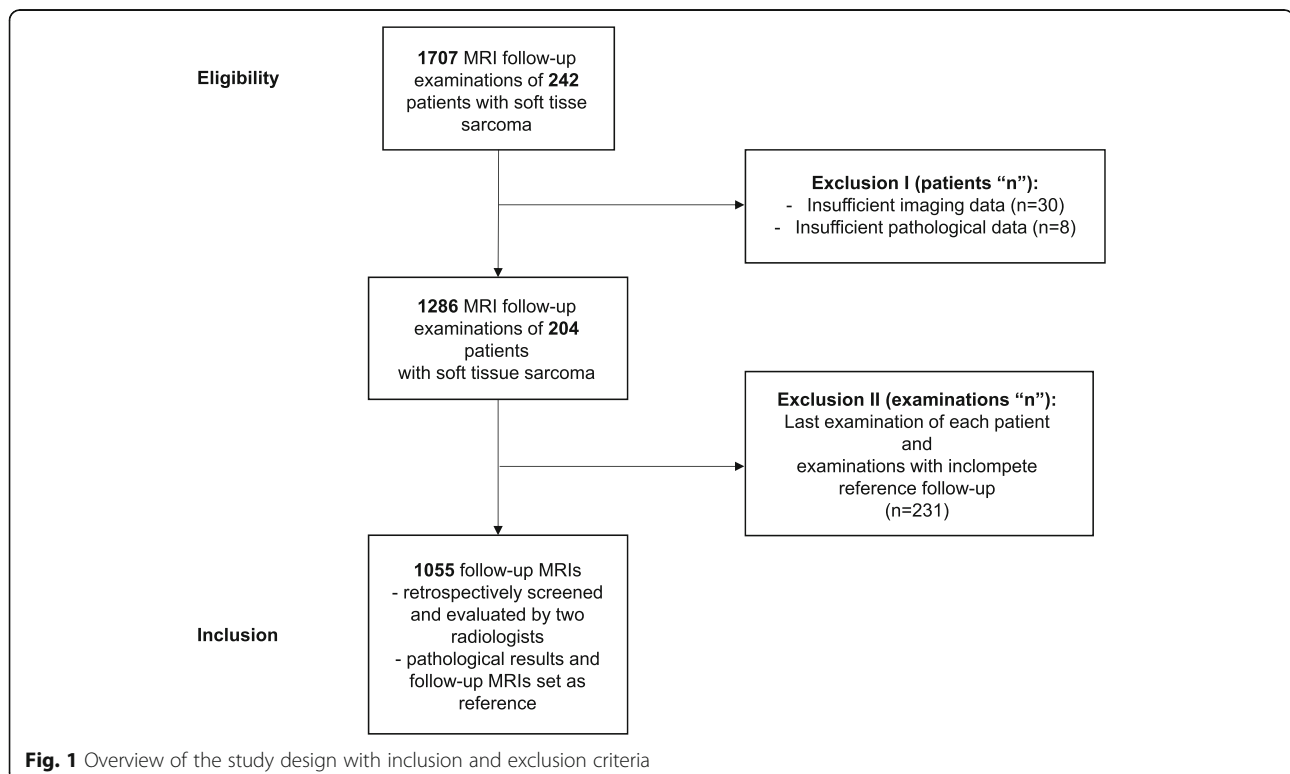 Eligibility
1707 MRI follow-up
examinations of 242
patients with soft tisse
sarcoma
Exclusion I (patients “n”):
- Insufficient imaging data (n=30)
- Insufficient pathological data (n=8)
1286 MRI follow-up
examinations of 204
patients
with soft tissue sarcoma
Exclusion II (examinations “n”):
Last examination of each patient
and
examinations with inclompete
reference follow-up
(n=231)
Inclusion
1055 follow-up MRIs
- retrospectively screened
and evaluated by two
radiologists
- pathological results and
follow-up MRIs set as
reference
Fig. 1 Overview of the study design with inclusion and exclusion criteria